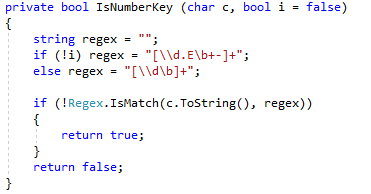 private bool IsNumberKey (char c, bool i = false)
{
string regex = "";
if (!i) regex = "[\\d.E\b+-]+";
else regex = "[\\d\b]+";
if (!Regex.IsMatch(c.ToString(), regex))
{
return true;
}
return false;
}